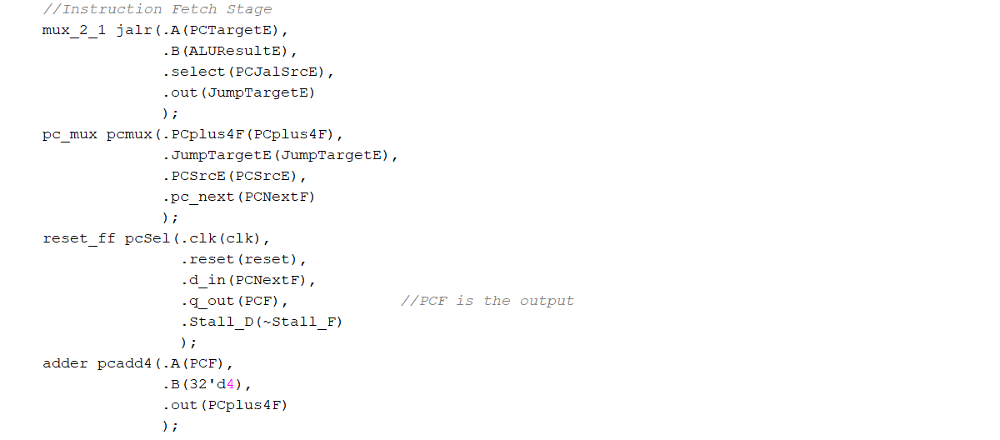 //Instruction Fetch Stage
mux_2_1 jalr(.A(PCTargetE),
.B(ALUResultE),
.select(PCJalSrcE),
.out(JumpTargetE)
);
pc_mux pcmux(.PCplus4F(PCplus4F),
.JumpTargetE(JumpTargetE),
.PCSrcE(PCSrcE),
.pc_next(PCNextF)
);
reset_ff pcSel(.clk(clk),
.reset(reset),
.d_in(PCNextF),
.q_out(PCF), //PCF is the output
.Stall_D(~Stall_F)
);
adder pcadd4(.A(PCF),
.B(32'd4),
.out(PCplus4F)
);